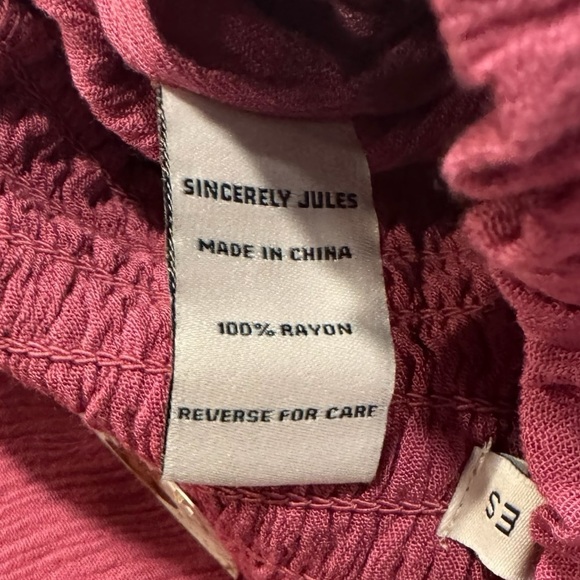 SINCERELY JULES
MADE IN CHINA
100% RAYON
REVERSE FOR CARE